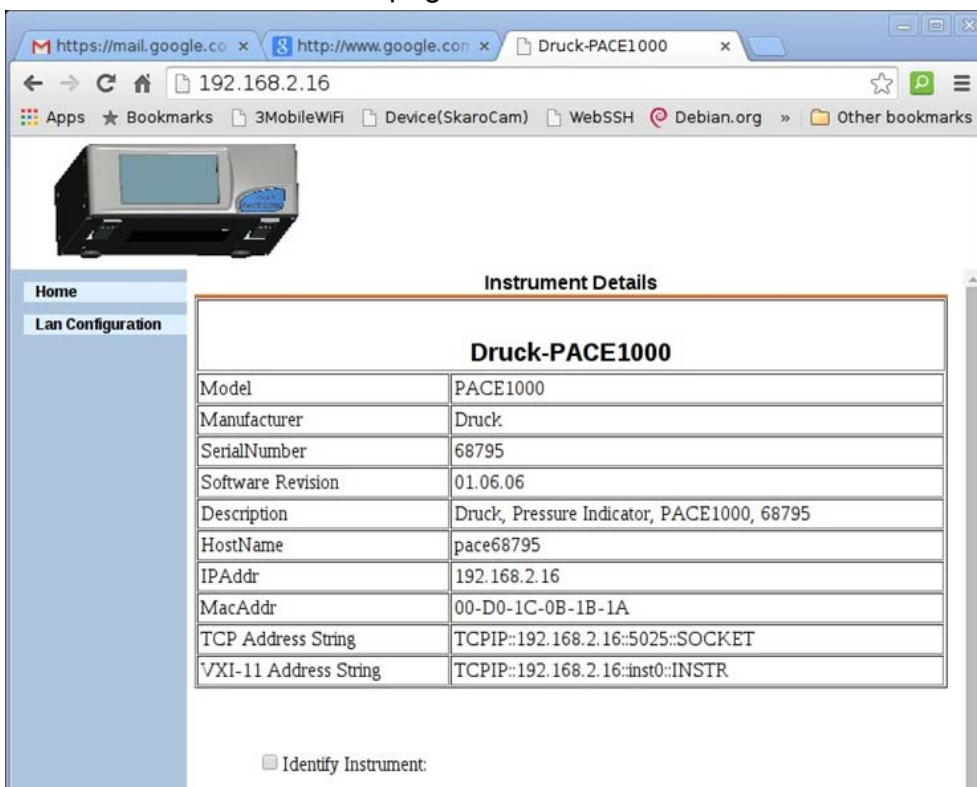 https://mail.google.co
http://www.google.com
Druck-PACE1000
192.168.2.16
Apps Bookmarks 3MobileWiFi Device(SkaroCam) WebSSH Debian.org » Other bookmarks
Instrument Details
Home
Lan Configuration
Druck-PACE1000
Model PACE1000
Manufacturer Druck
SerialNumber 68795
Software Revision 01.06.06
Description Druck, Pressure Indicator, PACE1000, 68795
HostName pace68795
IPAddr 192.168.2.16
MacAddr 00-D0-1C-0B-1B-1A
TCP Address String TCPIP::192.168.2.16::5025::SOCKET
VXI-11 Address String TCPIP::192.168.2.16::inst0::INSTR
Identify Instrument: